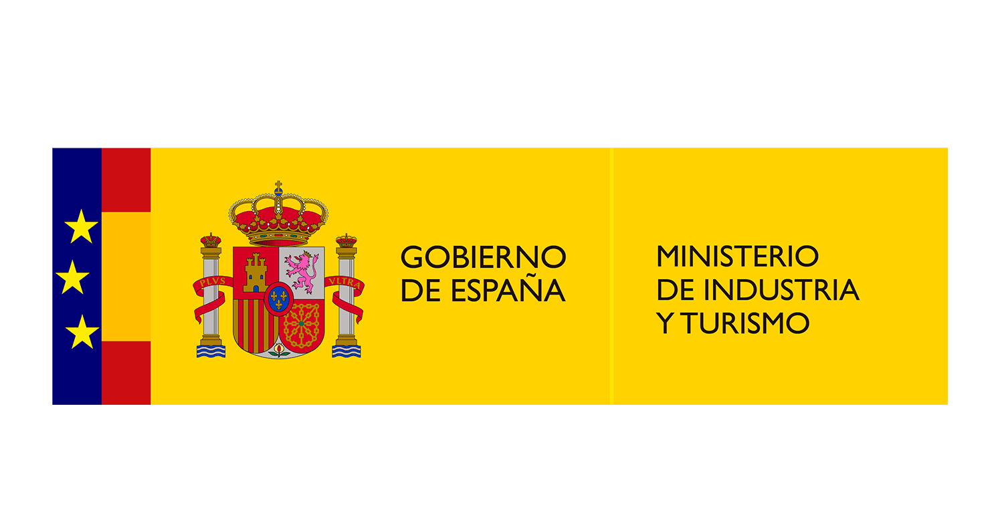 PLVS
VLTRA
GOBIERNO
DE ESPAÑA
MINISTERIO
DE INDUSTRIA
Y TURISMO